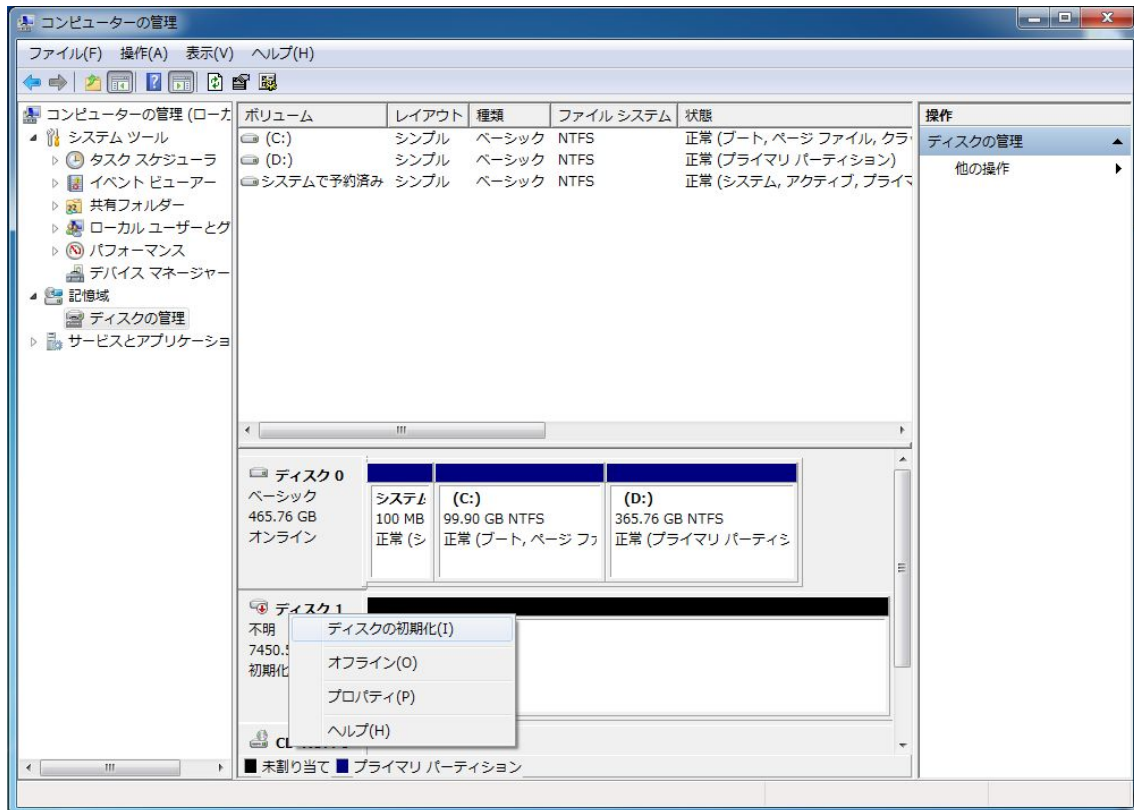 コンピューターの管理
ファイル(F) 操作(A) 表示(V) ヘルプ(H)
コンピューターの管理 (ローカ
システム ツール
タスク スケジューラ
イベント ビューアー
共有フォルダー
ローカル ユーザーとグ
パフォーマンス
デバイス マネージャー
記憶域
ディスクの管理
サービスとアプリケーショ
ボリューム レイアウト 種類 ファイル システム 状態
(C:) シンプル ベーシック NTFS 正常 (ブート, ページ ファイル, クラ
(D:) シンプル ベーシック NTFS 正常 (プライマリ パーティション)
システムで予約済み シンプル ベーシック NTFS 正常 (システム, アクティブ, プライマ
ディスク 0
ベーシック
465.76 GB
オンライン
システム
100 MB
正常 (シ
(C:)
99.90 GB NTFS
正常 (ブート, ページ ファ
(D:)
365.76 GB NTFS
正常 (プライマリ パーティシ
ディスク 1
不明
7450.5
初期化
ディスクの初期化(I)
オフライン(O)
プロパティ(P)
ヘルプ(H)
未割り当て プライマリ パーティション
操作
ディスクの管理
他の操作